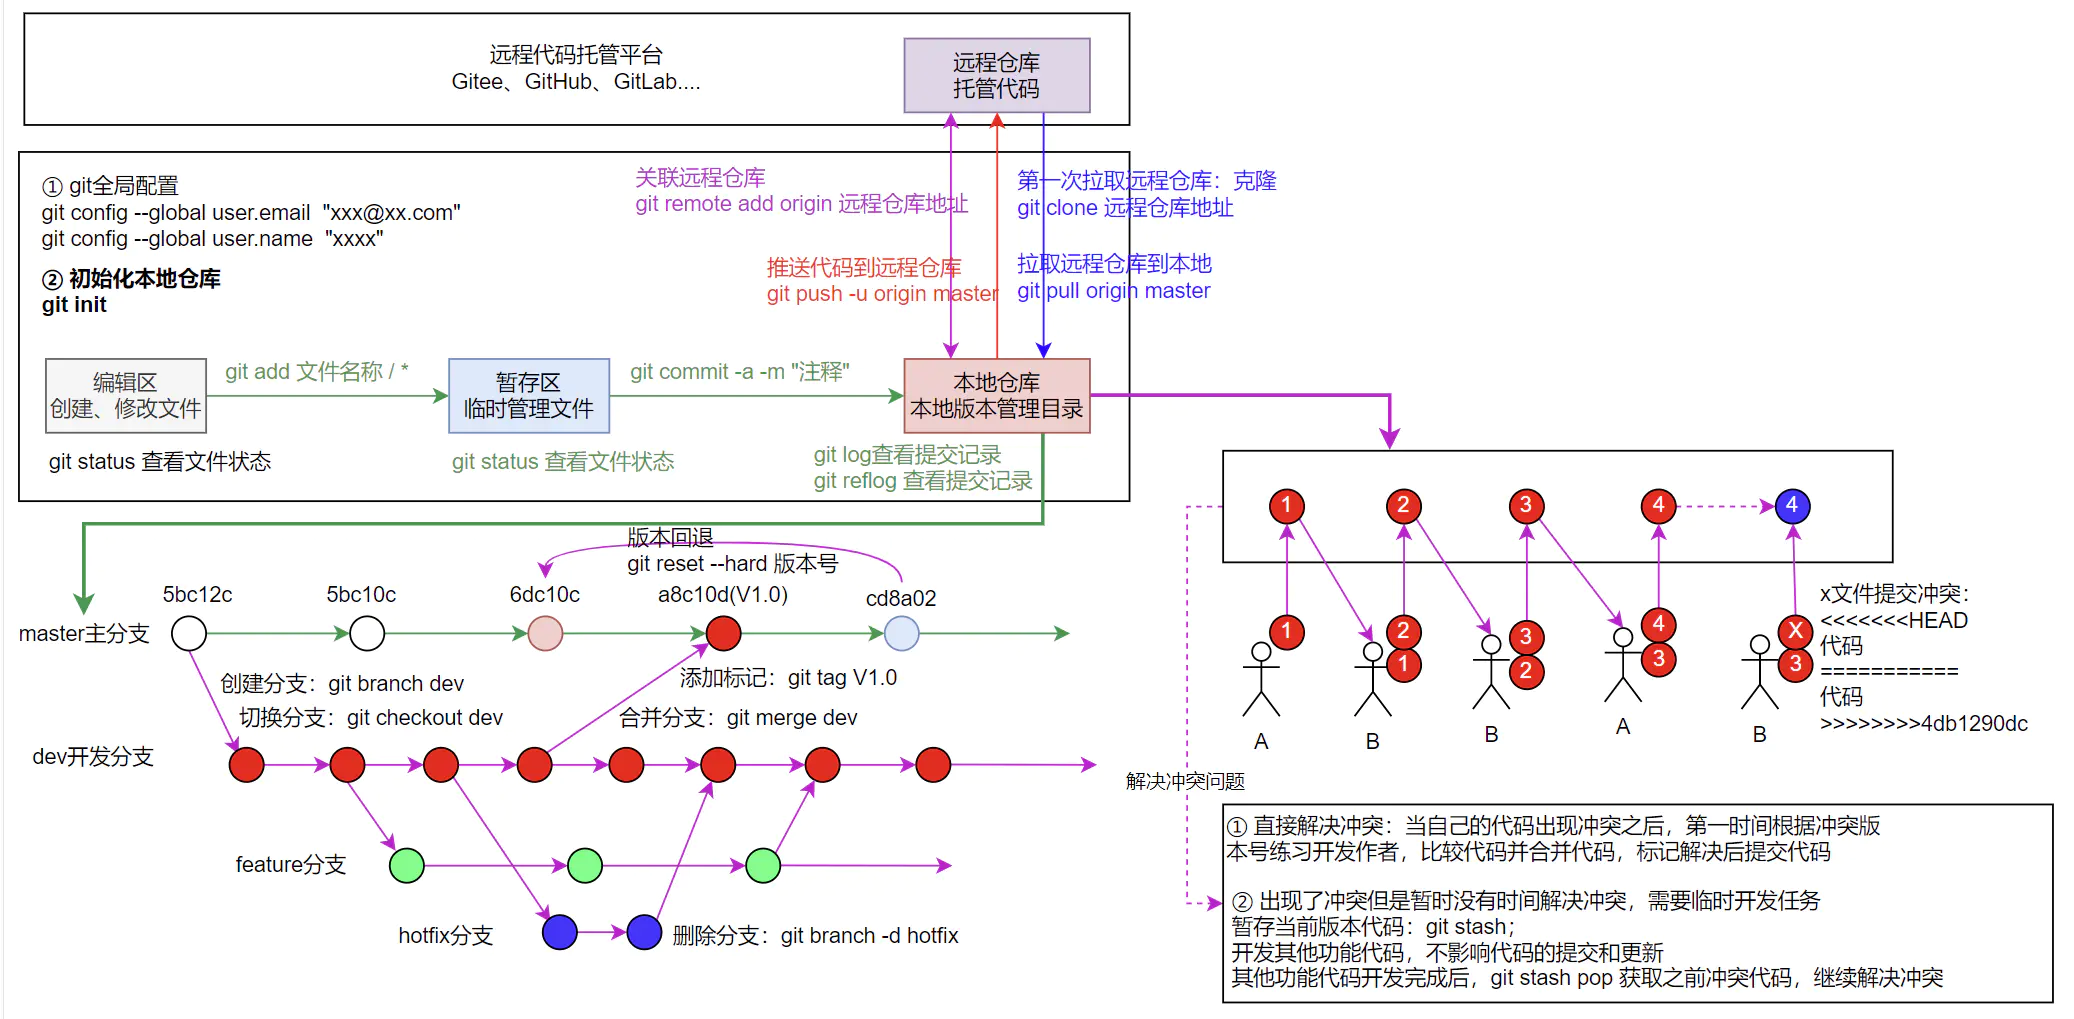 远程代码托管平台
Gitee、GitHub、GitLab....
远程仓库
托管代码
① git全局配置
git config --global user.email  "xxx@xx.com"
git config --global user.name  "xxxx"
② 初始化本地仓库
git init
关联远程仓库
git remote add origin 远程仓库地址
第一次拉取远程仓库：克隆
git clone 远程仓库地址
推送代码到远程仓库
git push -u origin master
拉取远程仓库到本地
git pull origin master
编辑区
创建、修改文件
git add 文件名称 / *
暂存区
临时管理文件
git commit -a -m "注释"
本地仓库
本地版本管理目录
git status 查看文件状态
git status 查看文件状态
git log查看提交记录
git reflog 查看提交记录
版本回退
git reset --hard 版本号
5bc12c
5bc10c
6dc10c
a8c10d(V1.0)
cd8a02
master主分支
创建分支：git branch dev
添加标记：git tag V1.0
切换分支：git checkout dev
合并分支：git merge dev
dev开发分支
feature分支
hotfix分支
删除分支：git branch -d hotfix
1
2
3
4
4
1
2
1
3
2
4
3
X
3
A
B
B
A
B
x文件提交冲突：
<<<<<<<HEAD
代码
===========
代码
>>>>>>>>4db1290dc
解决冲突问题
① 直接解决冲突：当自己的代码出现冲突之后，第一时间根据冲突版
本号练习开发作者，比较代码并合并代码，标记解决后提交代码
② 出现了冲突但是暂时没有时间解决冲突，需要临时开发任务
暂存当前版本代码：git stash；
开发其他功能代码，不影响代码的提交和更新
其他功能代码开发完成后，git stash pop 获取之前冲突代码，继续解决冲突